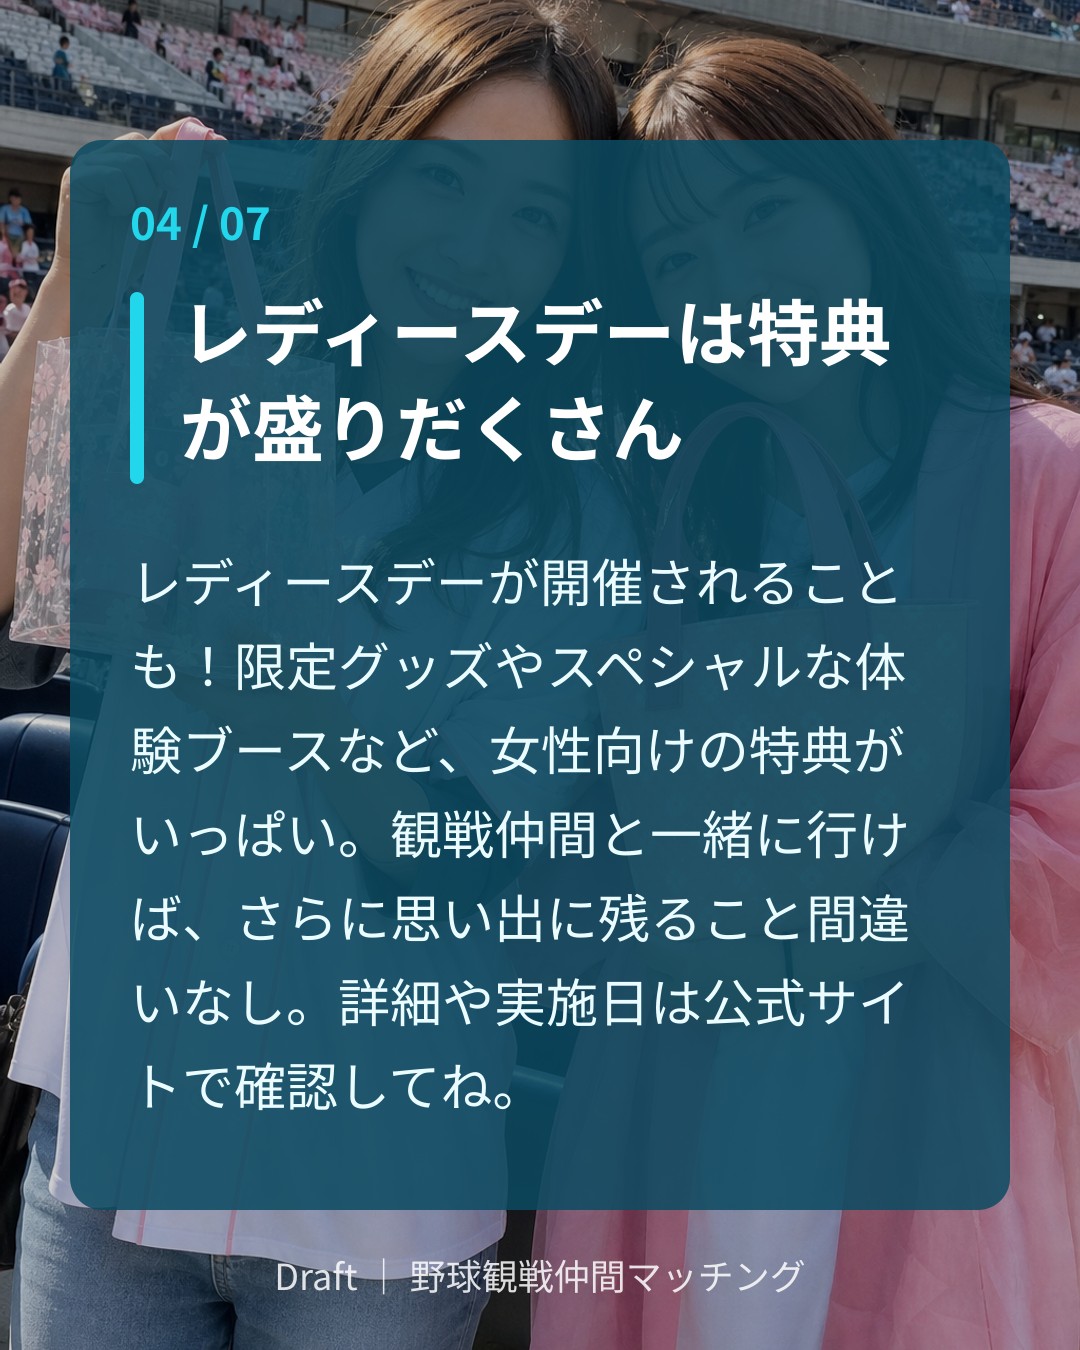 04 / 07
レディースデーは特典
が盛りだくさん
レディースデーが開催されること
も！限定グッズやスペシャルな体
験ブースなど、女性向けの特典が
いっぱい。観戦仲間と一緒に行け
ば、さらに思い出に残ること間違
いなし。詳細や実施日は公式サイ
トで確認してね。
Draft ｜ 野球観戦仲間マッチング